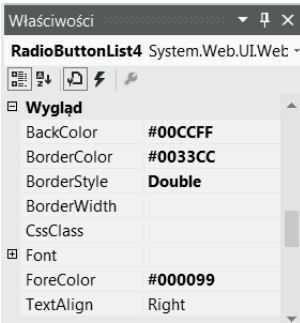 Właściwości
RadioButtonList4 System.Web.UI.Wek
Wygląd
BackColor #00CCFF
BorderColor #0033CC
BorderStyle Double
BorderWidth
CssClass
Font
ForeColor #000099
TextAlign Right